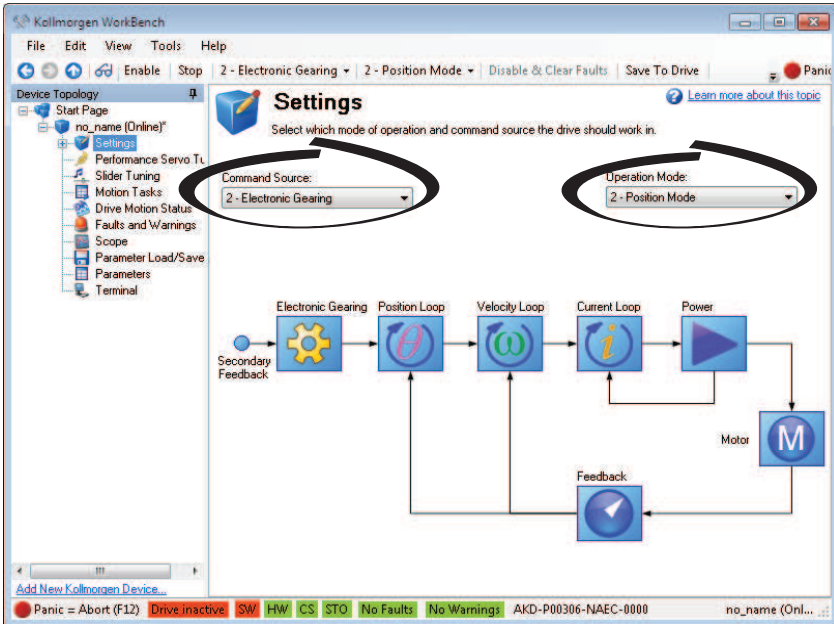 Kollmorgen WorkBench
File Edit View Tools Help
Enable Stop 2 - Electronic Gearing 2 - Position Mode Disable & Clear Faults Save To Drive Panic
Device Topology
Start Page
no_name (Online)*
Settings
Performance Servo Tu
Slider Tuning
Motion Tasks
Drive Motion Status
Faults and Warnings
Scope
Parameter Load/Save
Parameters
Terminal
Add New Kollmorgen Device...
Settings
Learn more about this topic
Select which mode of operation and command source the drive should work in.
Command Source:
2 - Electronic Gearing
Operation Mode:
2 - Position Mode
Electronic Gearing Position Loop Velocity Loop Current Loop Power
θ ω i
Secondary
Feedback
Motor M
Feedback
Panic = Abort (F12) Drive inactive SW HW CS STO No Faults No Warnings AKD-P00306-NAEC-0000 no_name (Onl...